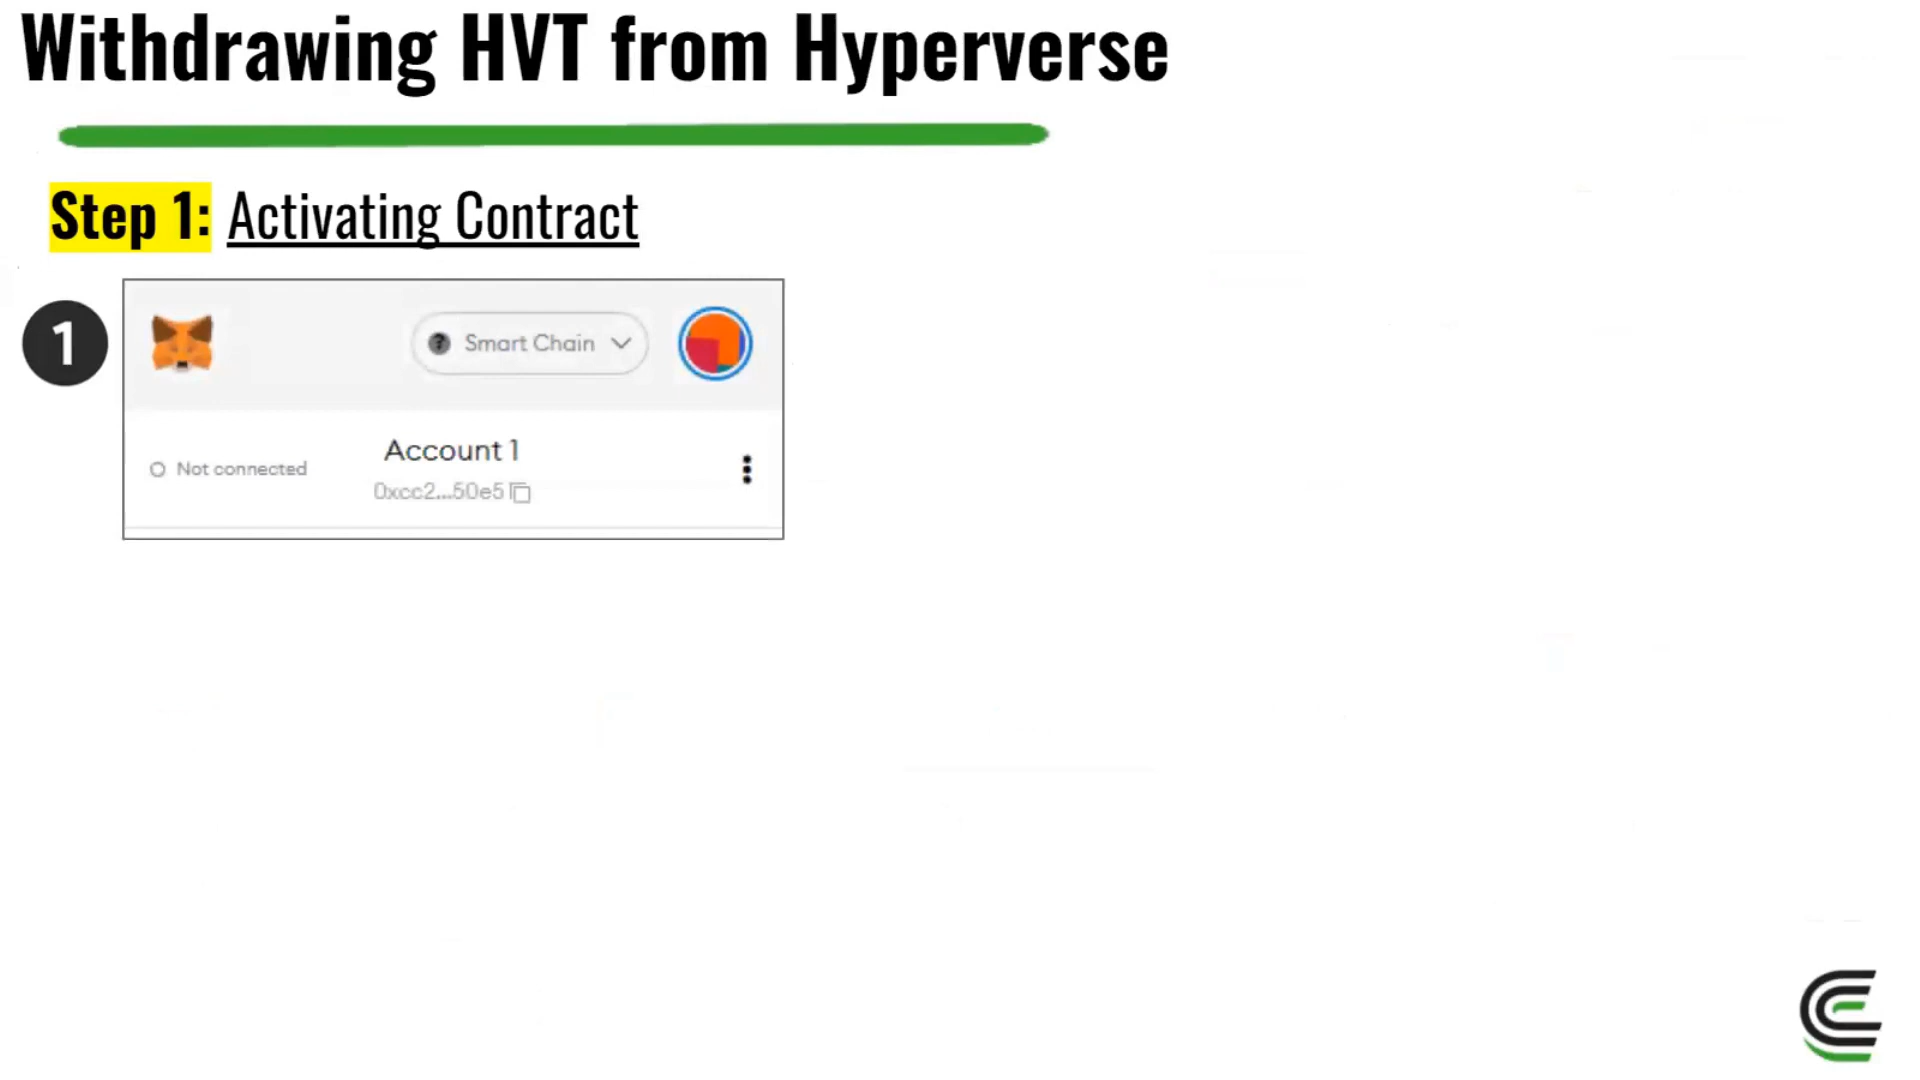 Withdrawing HVT from Hyperverse
Step 1: Activating Contract
1
? Smart Chain
Account 1
Not connected
0xcc2...50e5